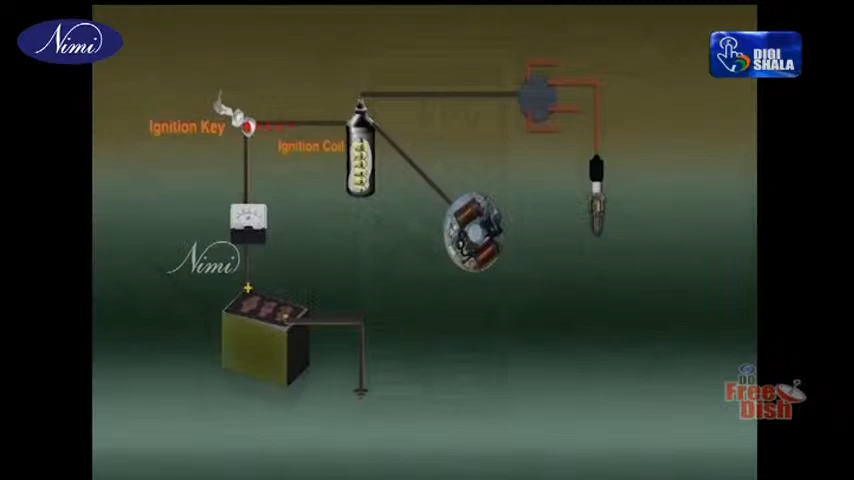 Nimi
DIGI
SHALA
Ignition Key
Ignition Coil
Nimi
+
DD
Free
Dish